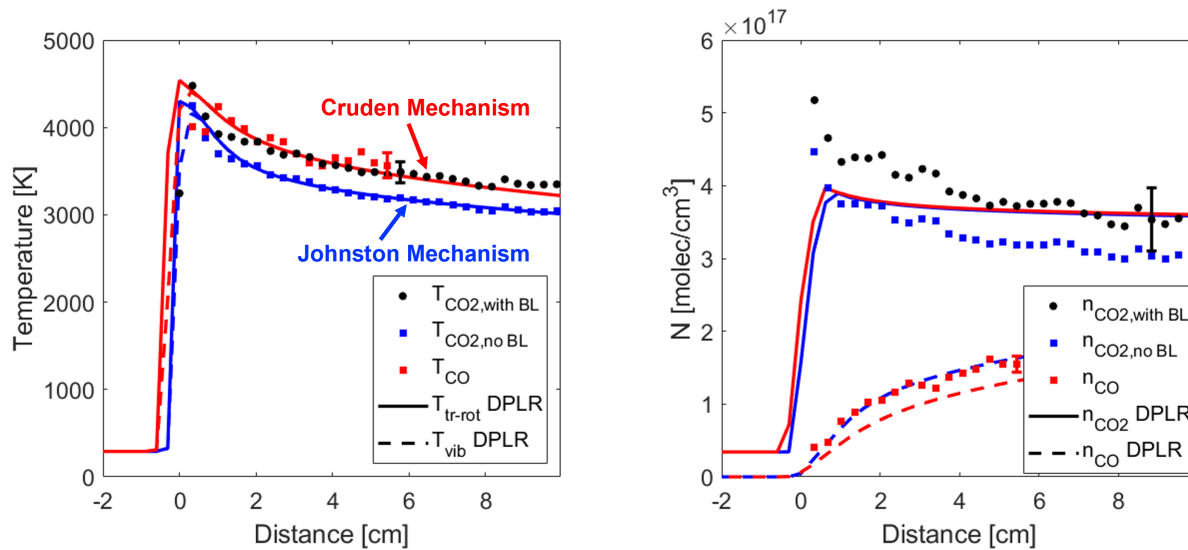 5000
4000
3000
2000
1000
0
Temperature [K]
-2 0 2 4 6 8
Distance [cm]
Cruden Mechanism
Johnston Mechanism
T_CO2,with BL
T_CO2,no BL
T_CO
T_tr-rot DPLR
T_vib DPLR
×10^17
6
5
4
3
2
1
0
N [molec/cm^3]
-2 0 2 4 6 8
Distance [cm]
n_CO2,with BL
n_CO2,no BL
n_CO
n_CO2 DPLR
n_CO DPLR